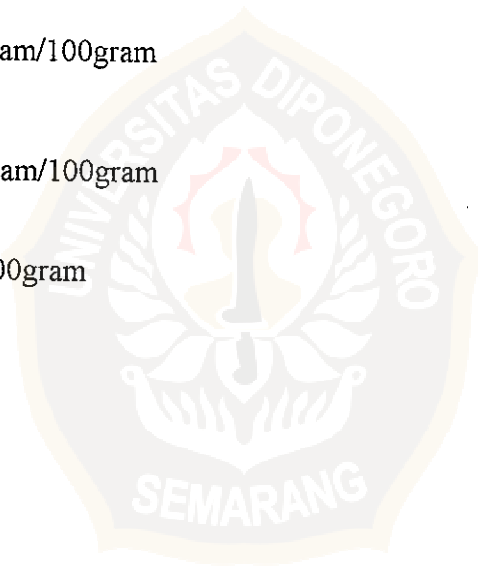 am/100gram
am/100gram
00gram
UNIVERSITAS DIPONEGORO
SEMARANG